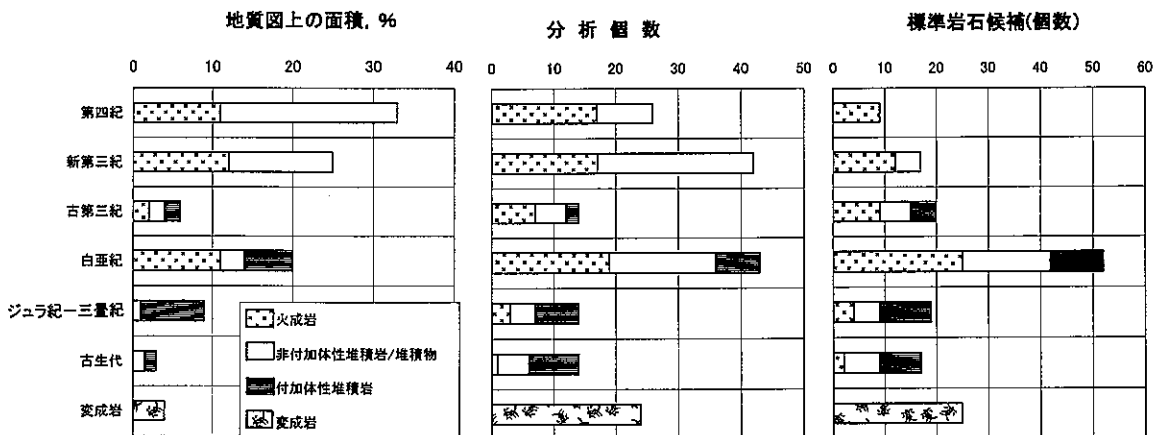 地質図上の面積, %
0 10 20 30 40
分析個数
0 10 20 30 40 50
標準岩石候補(個数)
0 10 20 30 40 50 60
第四紀
新第三紀
古第三紀
白亜紀
ジュラ紀ー三畳紀
古生代
変成岩
火成岩
非付加体性堆積岩/堆積物
付加体性堆積岩
変成岩